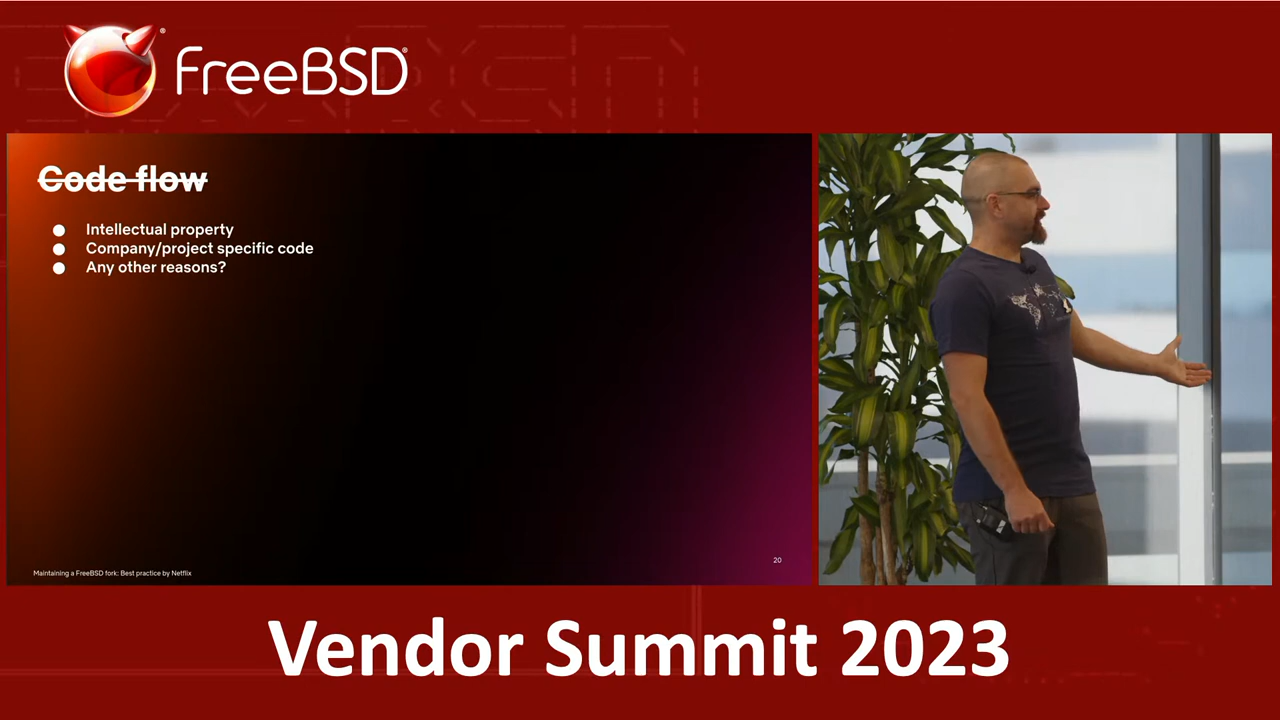 FreeBSD®
Code flow
Intellectual property
Company/project specific code
Any other reasons?
20
Maintaining a FreeBSD fork: Best practice by Netflix
Vendor Summit 2023